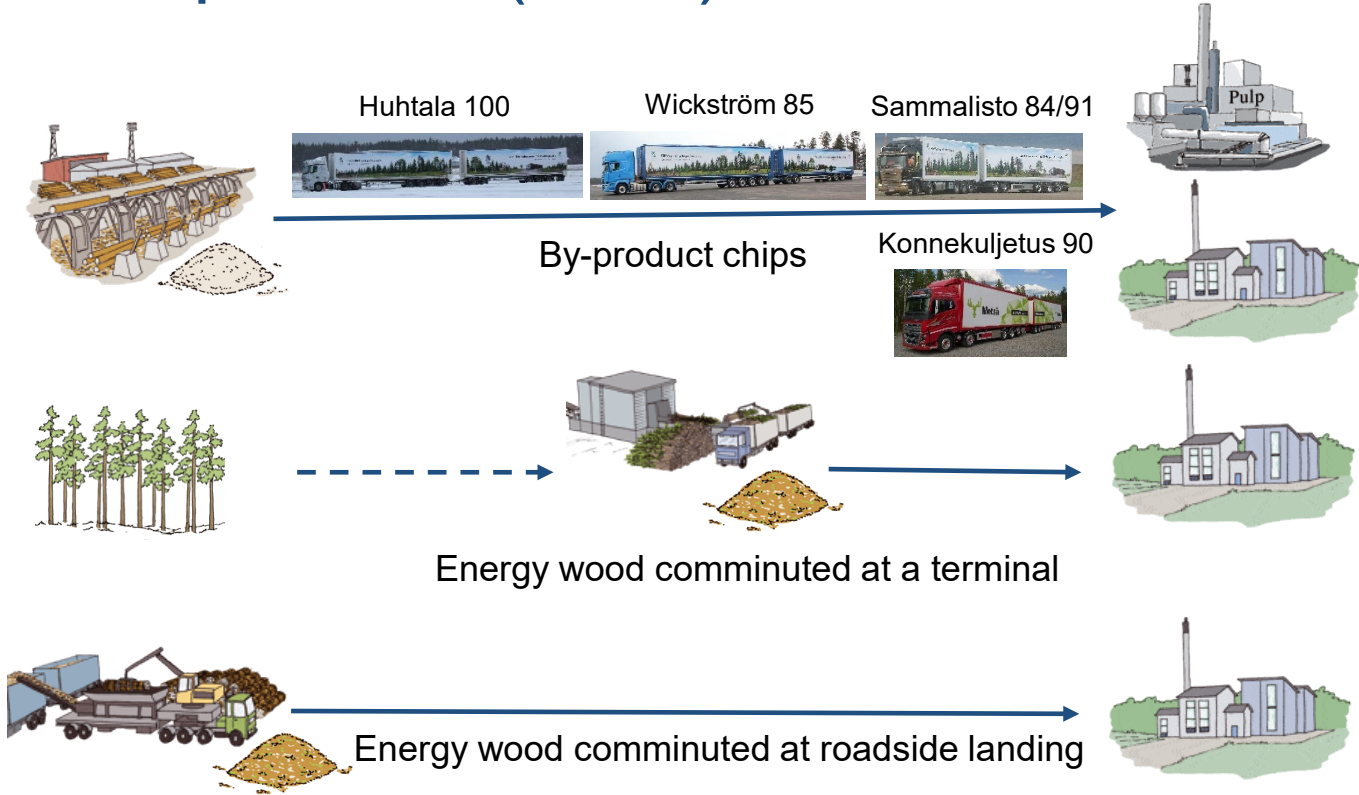 Huhtala 100
Wickström 85
Sammalisto 84/91
Pulp
By-product chips
Konnekuljetus 90
Metsä
Energy wood comminuted at a terminal
Energy wood comminuted at roadside landing